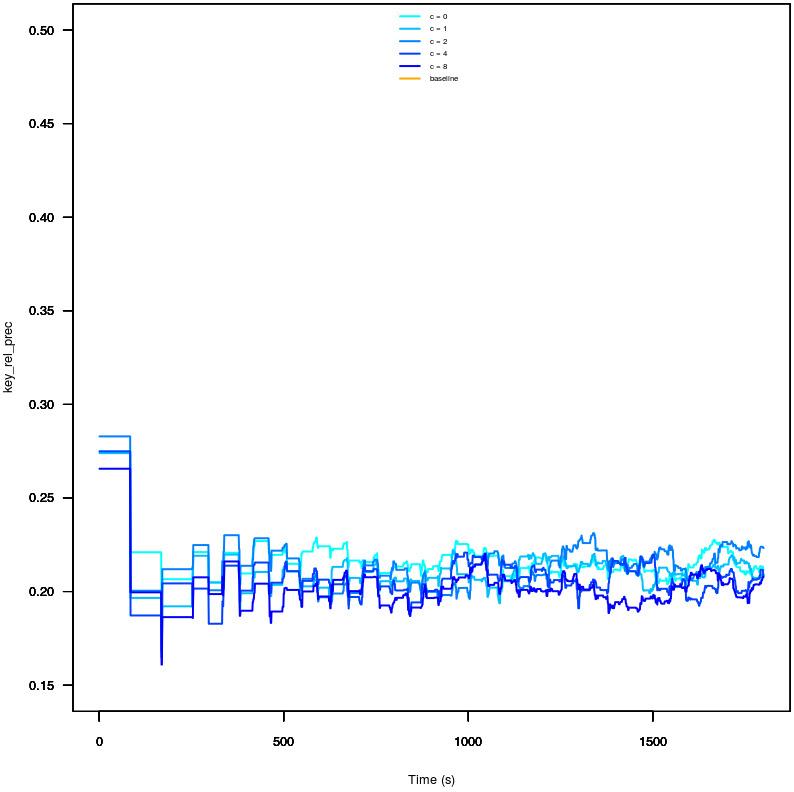 c = 0
c = 1
c = 2
c = 4
c = 8
baseline
0.50
0.45
0.40
0.35
0.30
0.25
0.20
0.15
key_rel_prec
0 500 1000 1500
Time (s)